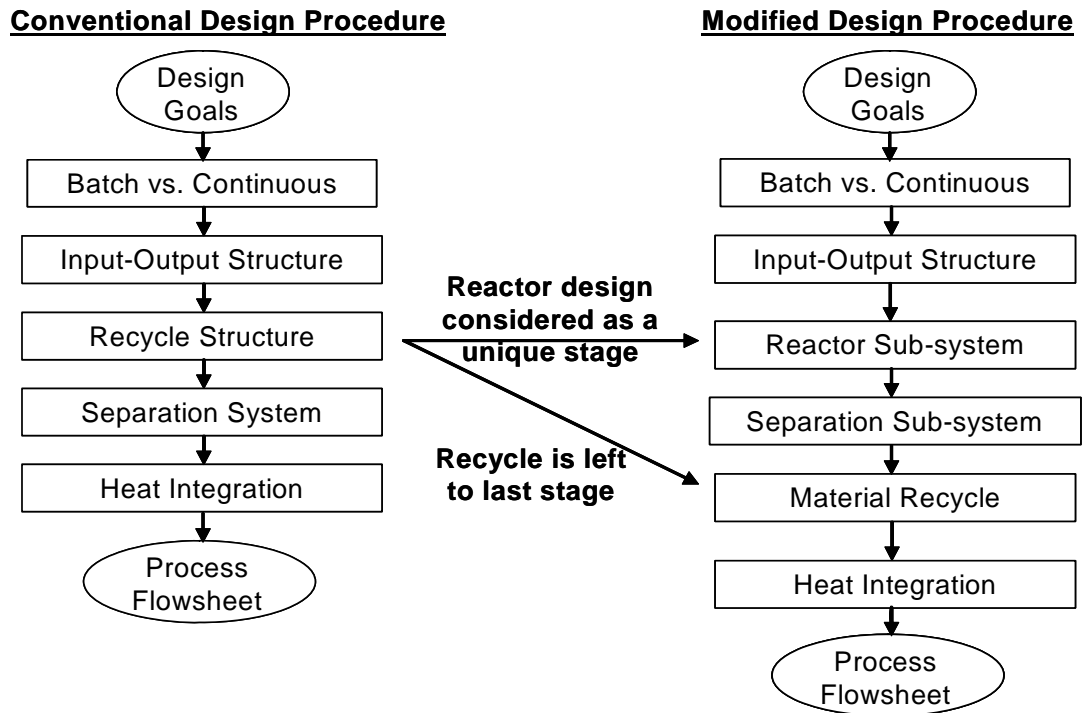 Conventional Design Procedure
Design
Goals
Batch vs. Continuous
Input-Output Structure
Recycle Structure
Separation System
Heat Integration
Process
Flowsheet
Reactor design
considered as a
unique stage
Recycle is left
to last stage
Modified Design Procedure
Design
Goals
Batch vs. Continuous
Input-Output Structure
Reactor Sub-system
Separation Sub-system
Material Recycle
Heat Integration
Process
Flowsheet